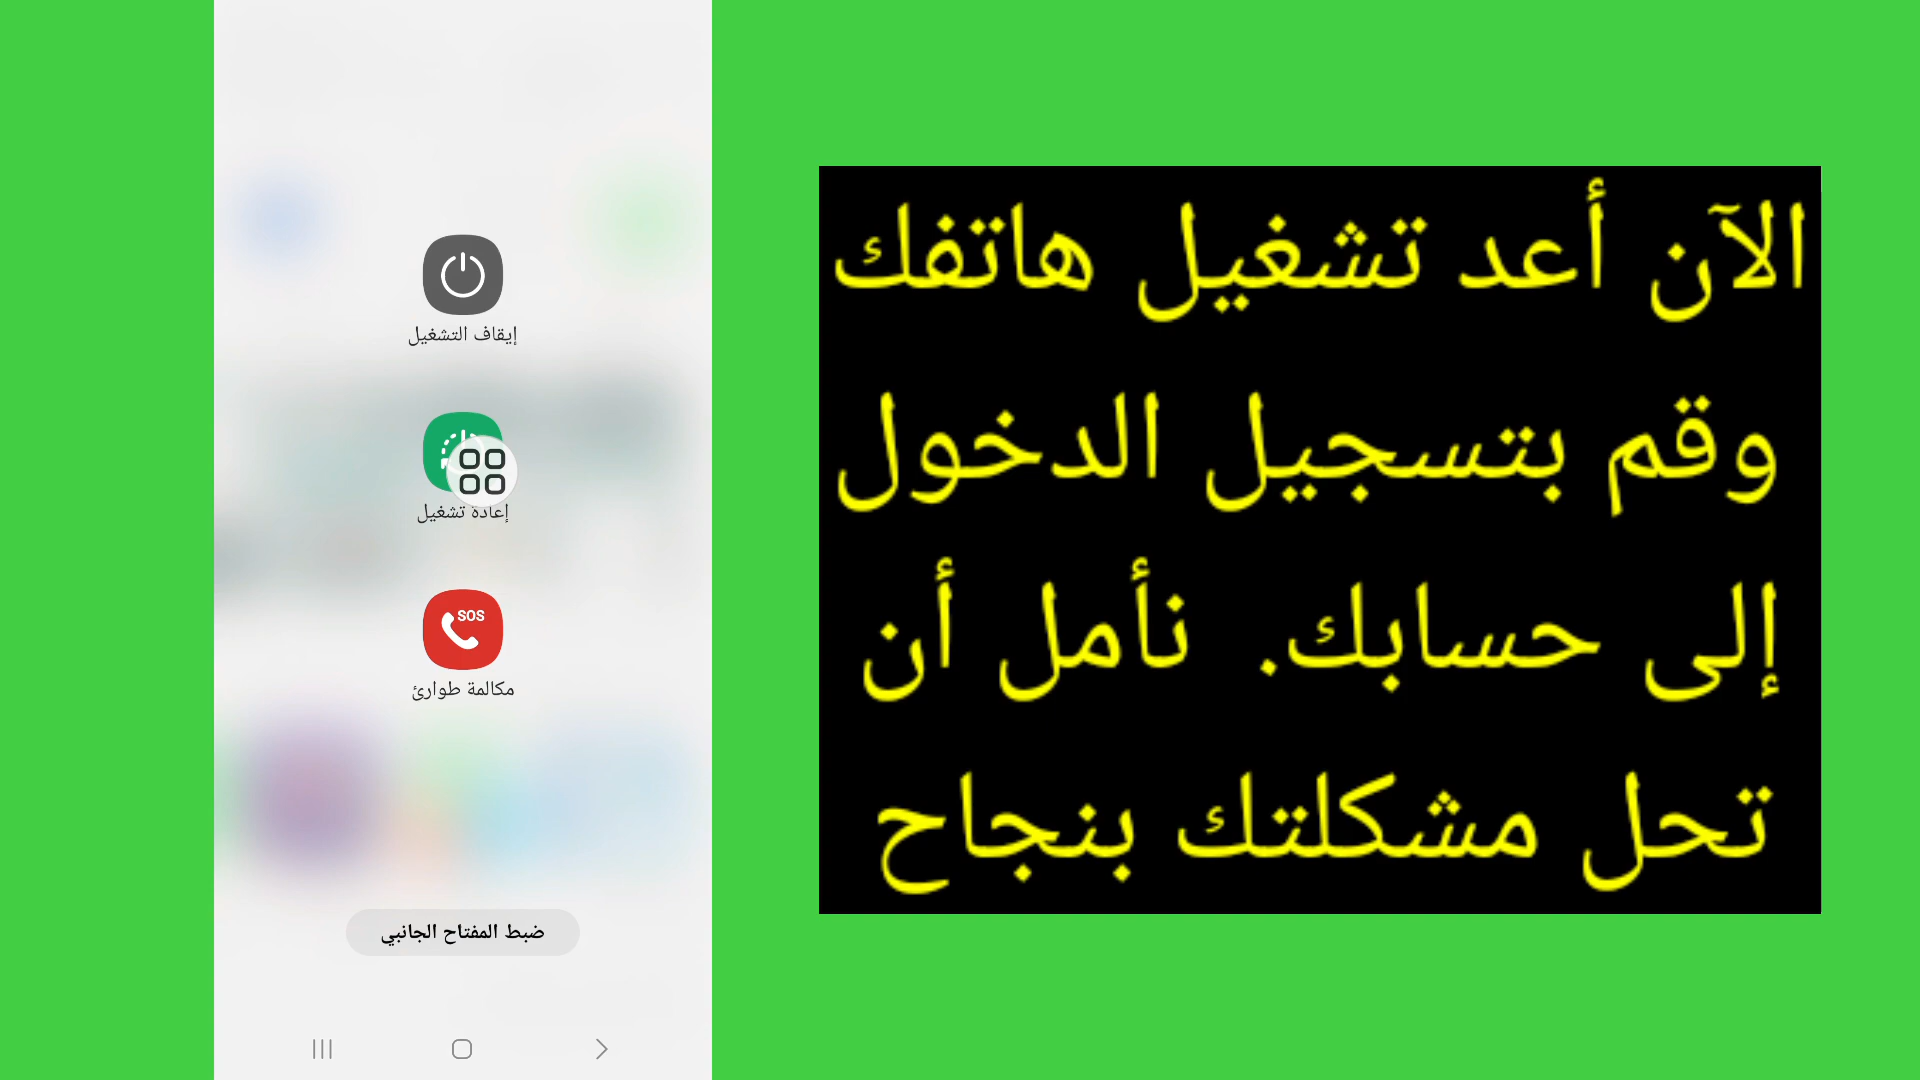 إيقاف التشغيل
إعادة تشغيل
SOS
مكالمة طوارئ
ضبط المفتاح الجانبي
الآن أعد تشغيل هاتفك
وقم بتسجيل الدخول
إلى حسابك. نأمل أن
تحل مشكلتك بنجاح